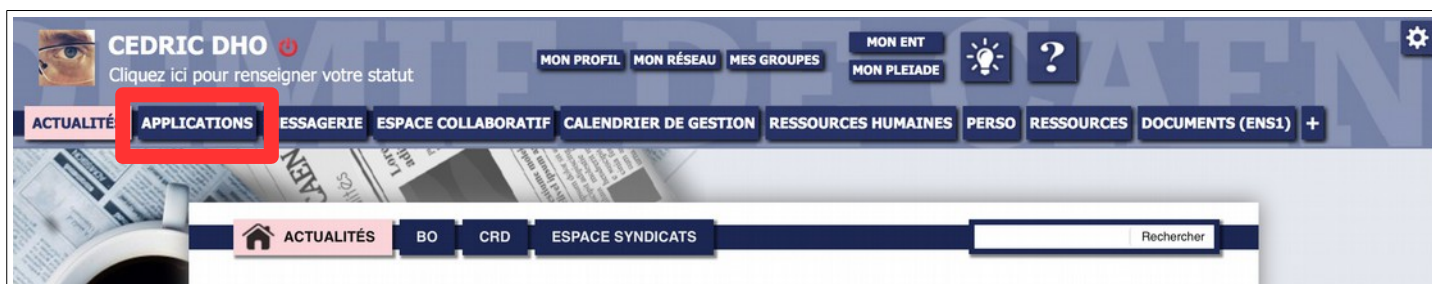 CEDRIC DHO
Cliquez ici pour renseigner votre statut
MON PROFIL MON RÉSEAU MES GROUPES
MON ENT
MON PLEIADE
?
ACTUALITÉ APPLICATIONS ESSAGERIE ESPACE COLLABORATIF CALENDRIER DE GESTION RESSOURCES HUMAINES PERSO RESSOURCES DOCUMENTS (ENS1) +
ACTUALITÉS BO CRD ESPACE SYNDICATS Rechercher